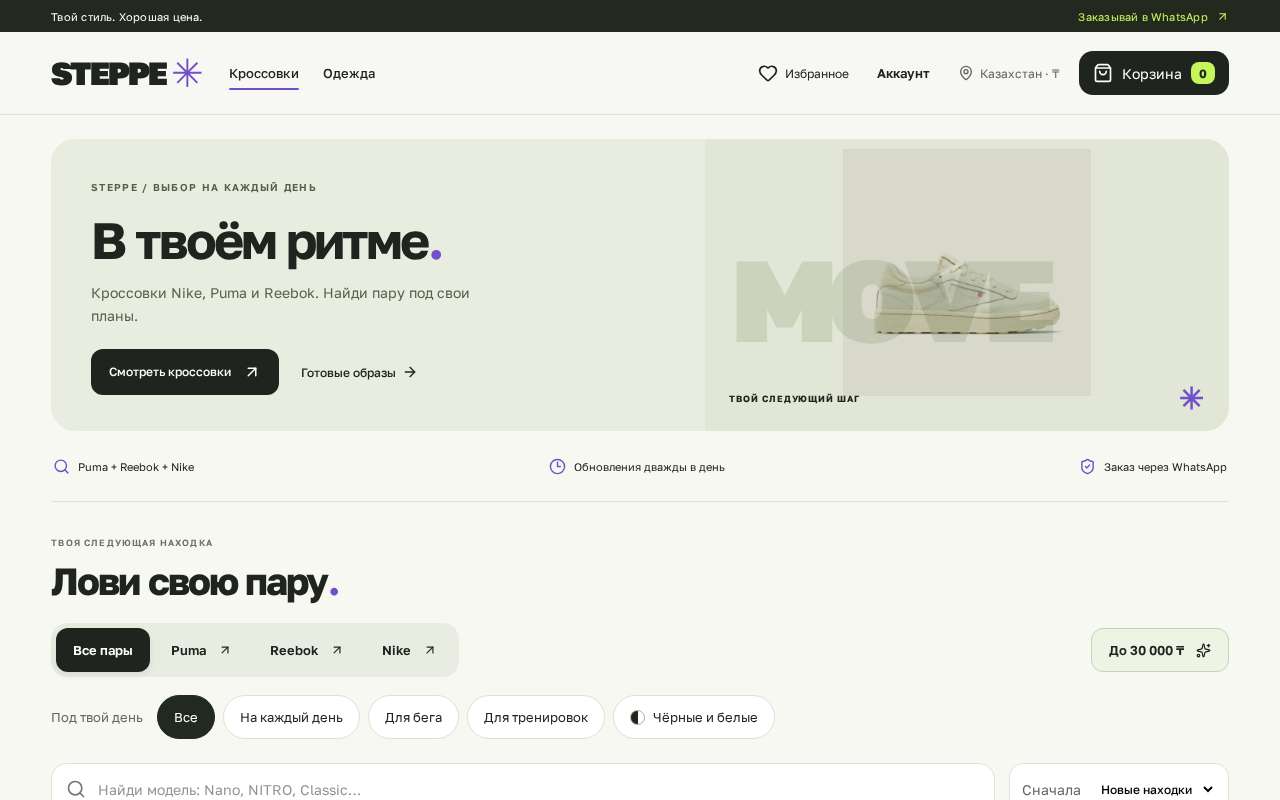 Твой стиль. Хорошая цена.
Заказывай в WhatsApp
STEPPE
Кроссовки
Одежда
Избранное
Аккаунт
Казахстан · ₸
Корзина
0
STEPPE / ВЫБОР НА КАЖДЫЙ ДЕНЬ
В твоём ритме.
Кроссовки Nike, Puma и Reebok. Найди пару под свои
планы.
Смотреть кроссовки
Готовые образы
MOVE
ТВОЙ СЛЕДУЮЩИЙ ШАГ
Puma + Reebok + Nike
Обновления дважды в день
Заказ через WhatsApp
ТВОЯ СЛЕДУЮЩАЯ НАХОДКА
Лови свою пару.
Все пары
Puma
Reebok
Nike
До 30 000 ₸
Под твой день
Все
На каждый день
Для бега
Для тренировок
Чёрные и белые
Найди модель: Nano, NITRO, Classic...
Сначала
Новые находки